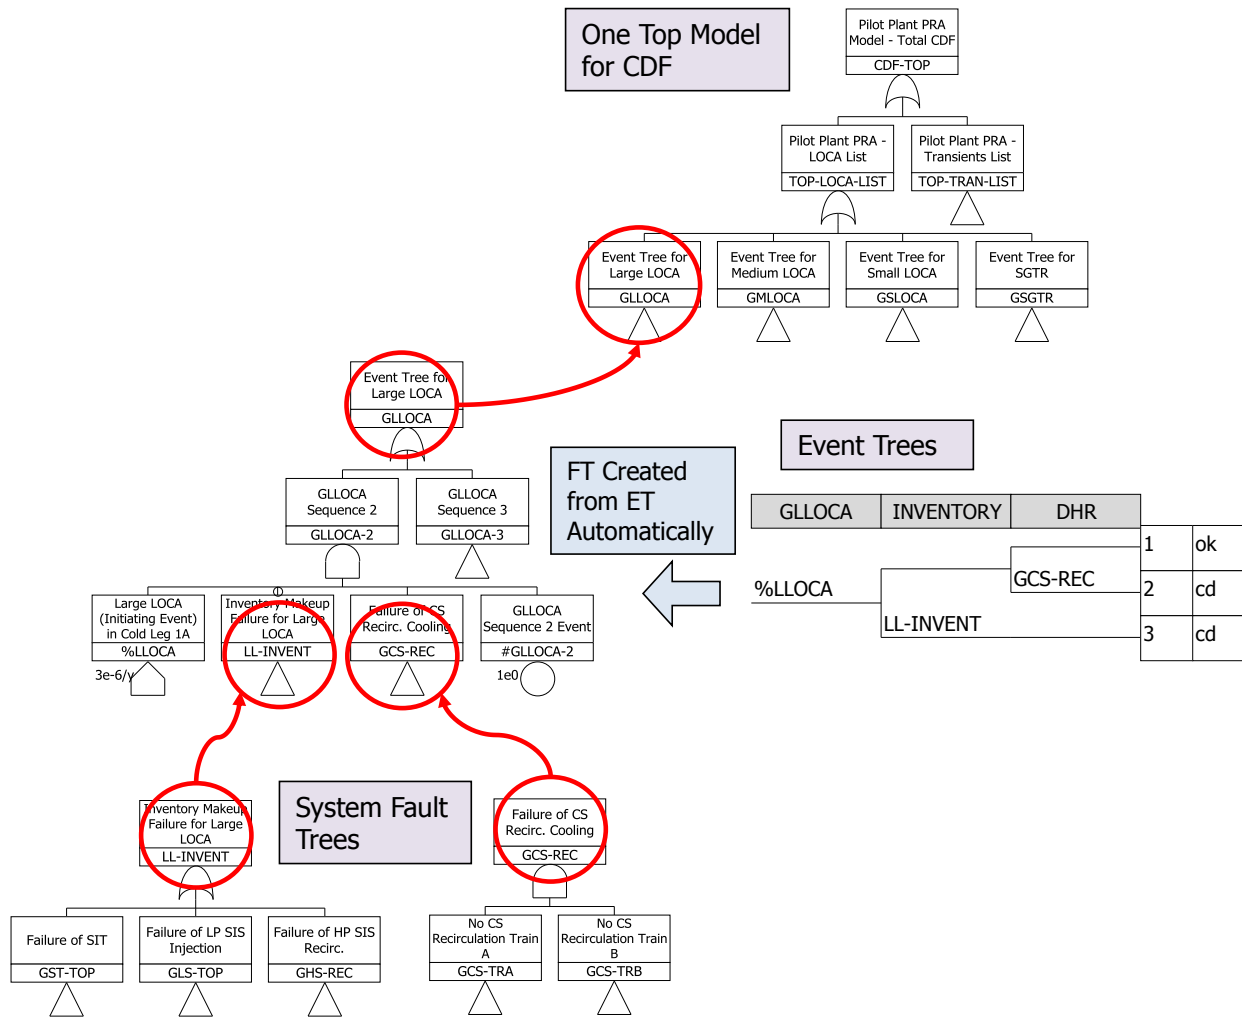 One Top Model
for CDF
Pilot Plant PRA
Model - Total CDF
CDF-TOP
Pilot Plant PRA -
LOCA List
TOP-LOCA-LIST
Pilot Plant PRA -
Transients List
TOP-TRAN-LIST
Event Tree for
Large LOCA
GLLOCA
Event Tree for
Medium LOCA
GMLOCA
Event Tree for
Small LOCA
GSLOCA
Event Tree for
SGTR
GSGTR
Event Tree for
Large LOCA
GLLOCA
GLLOCA
Sequence 2
GLLOCA-2
GLLOCA
Sequence 3
GLLOCA-3
FT Created
from ET
Automatically
Event Trees
GLLOCA
INVENTORY
DHR
%LLOCA
GCS-REC
LL-INVENT
1
ok
2
cd
3
cd
Large LOCA
(Initiating Event)
in Cold Leg 1A
%LLOCA
3e-6/y
Inventory Makeup
Failure for Large
LOCA
LL-INVENT
Failure of CS
Recirc. Cooling
GCS-REC
GLLOCA
Sequence 2 Event
#GLLOCA-2
1e0
Inventory Makeup
Failure for Large
LOCA
LL-INVENT
System Fault
Trees
Failure of CS
Recirc. Cooling
GCS-REC
Failure of SIT
GST-TOP
Failure of LP SIS
Injection
GLS-TOP
Failure of HP SIS
Recirc.
GHS-REC
No CS
Recirculation Train
A
GCS-TRA
No CS
Recirculation Train
B
GCS-TRB